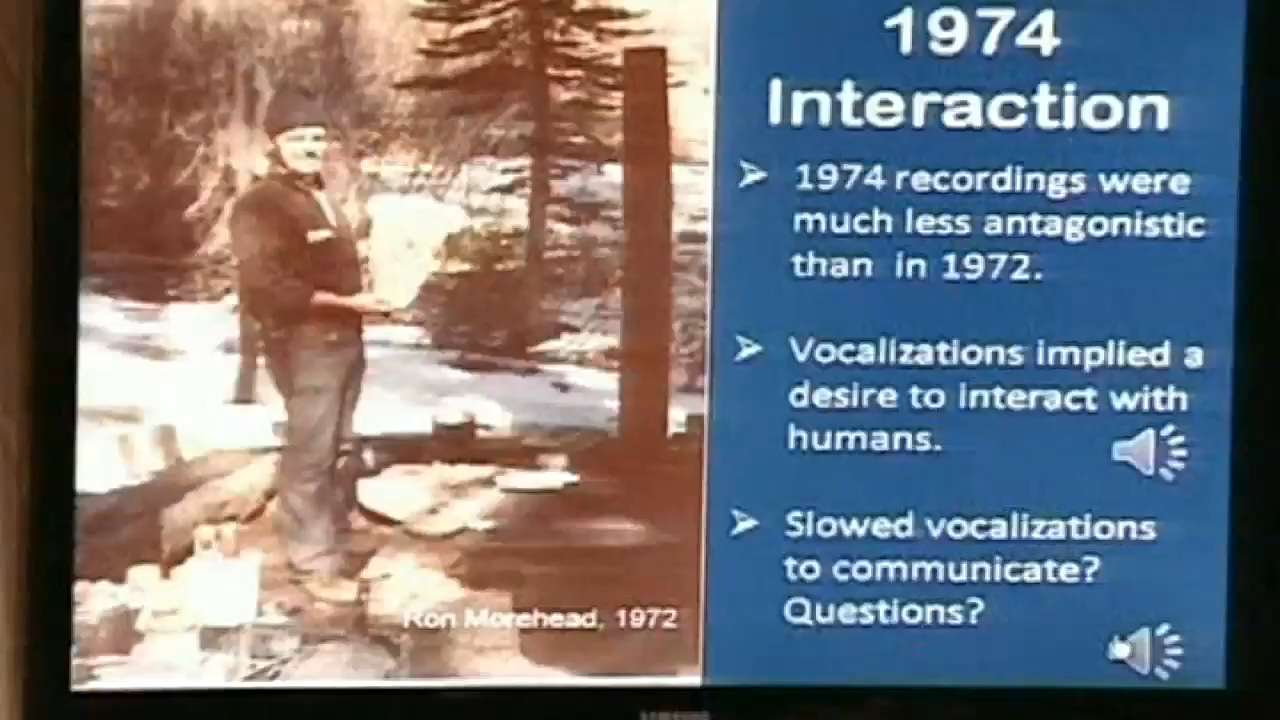 1974
Interaction
➢ 1974 recordings were
much less antagonistic
than in 1972.
➢ Vocalizations implied a
desire to interact with
humans.
➢ Slowed vocalizations
to communicate?
Questions?
Ron Morehead, 1972